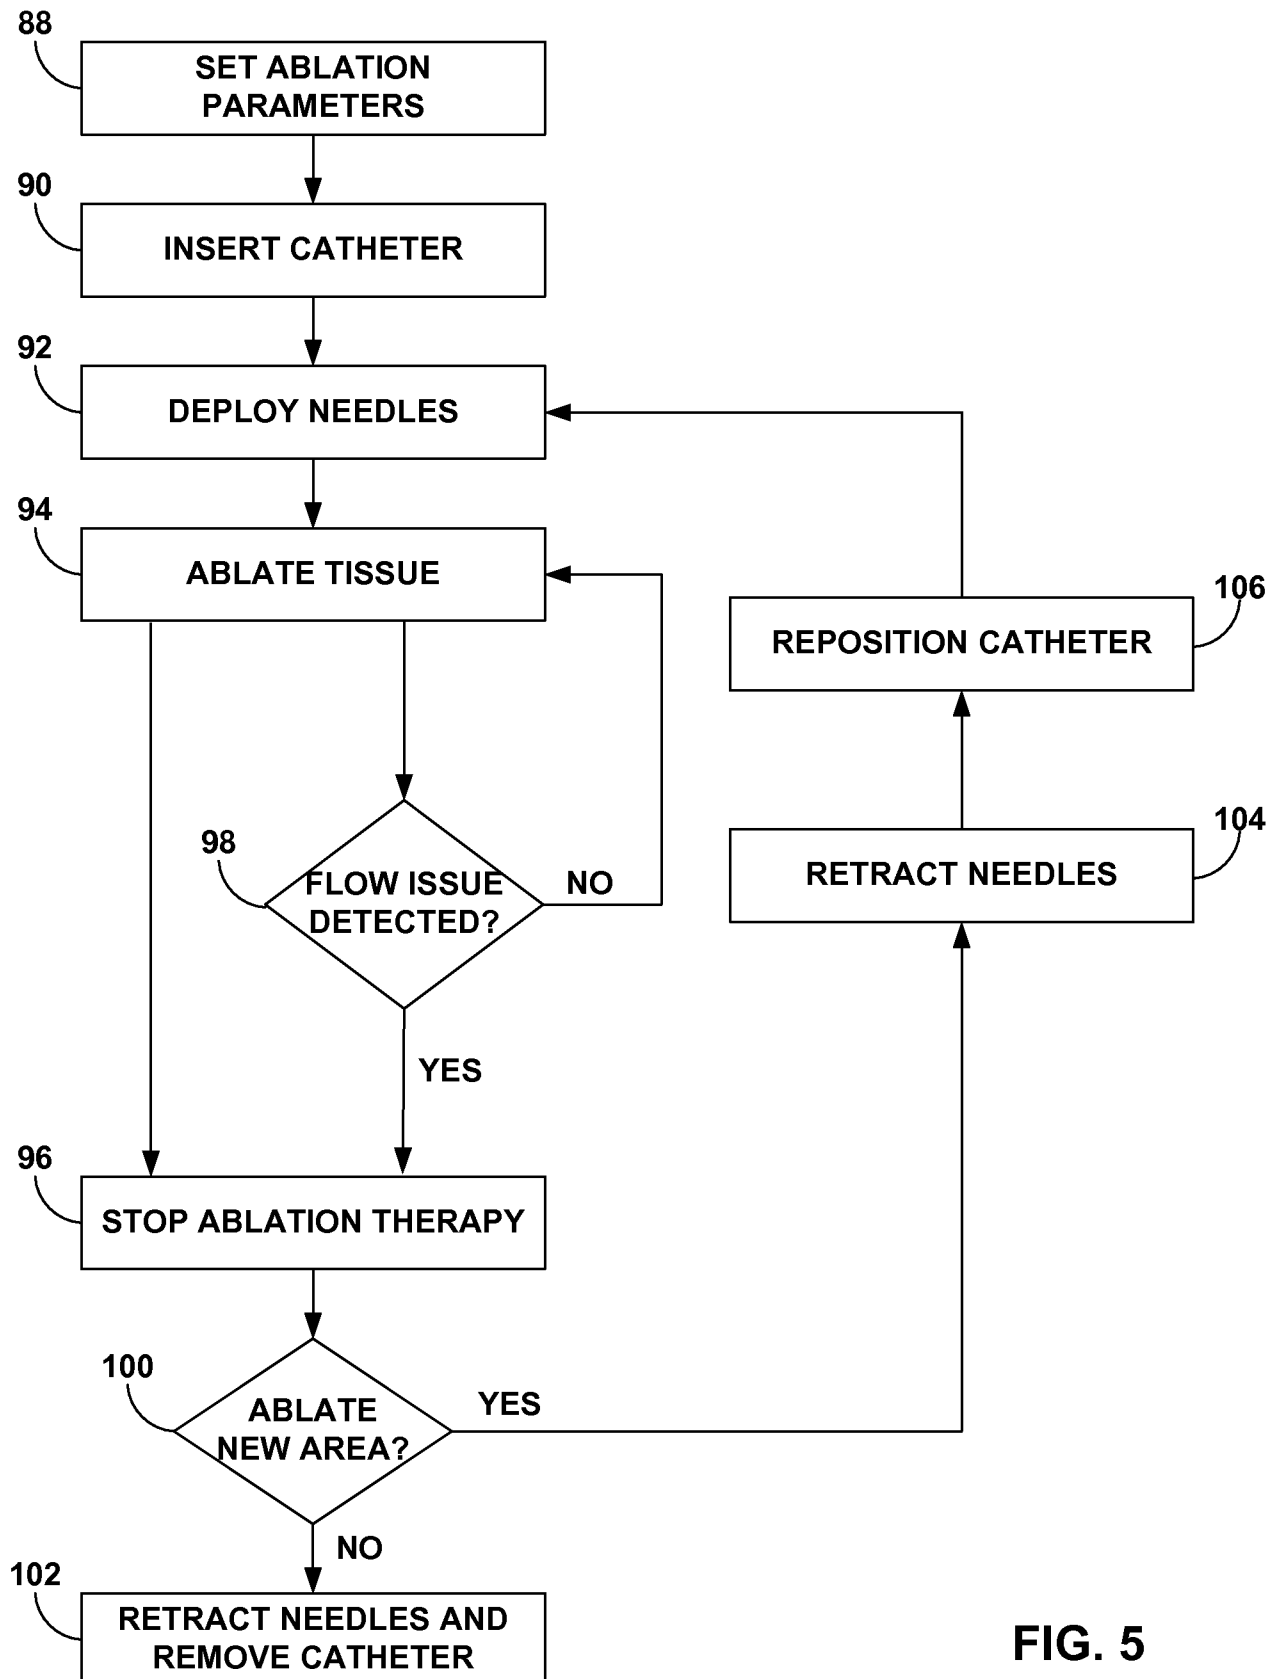 88
SET ABLATION
PARAMETERS
90
INSERT CATHETER
92
DEPLOY NEEDLES
94
ABLATE TISSUE
106
REPOSITION CATHETER
104
RETRACT NEEDLES
98
FLOW ISSUE
DETECTED?
NO
YES
96
STOP ABLATION THERAPY
100
ABLATE
NEW AREA?
YES
NO
102
RETRACT NEEDLES AND
REMOVE CATHETER
FIG. 5